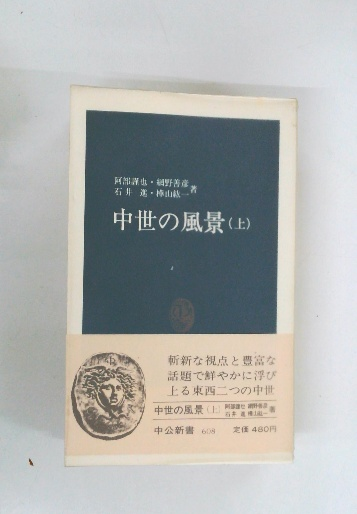 阿部謹也・網野善彦
石井 進・樺山紘一 著
中世の風景(上)
斬新な視点と豊富な
話題で鮮やかに浮び
上る東西二つの中世
中世の風景(上) 阿部謹也 網野善彦
石井 進 樺山紘一 著
中公新書 608 定価 460円